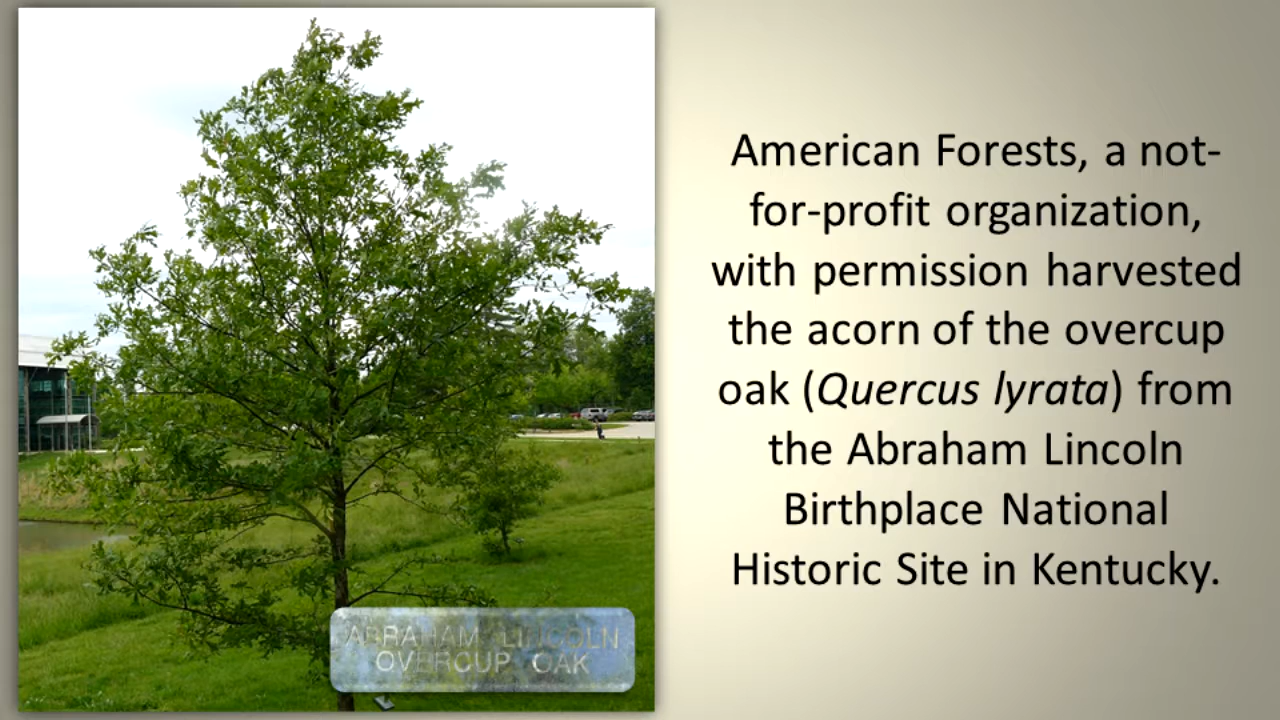 American Forests, a not-
for-profit organization,
with permission harvested
the acorn of the overcup
oak (Quercus lyrata) from
the Abraham Lincoln
Birthplace National
Historic Site in Kentucky.
ABRAHAM LINCOLN
OVERCUP OAK